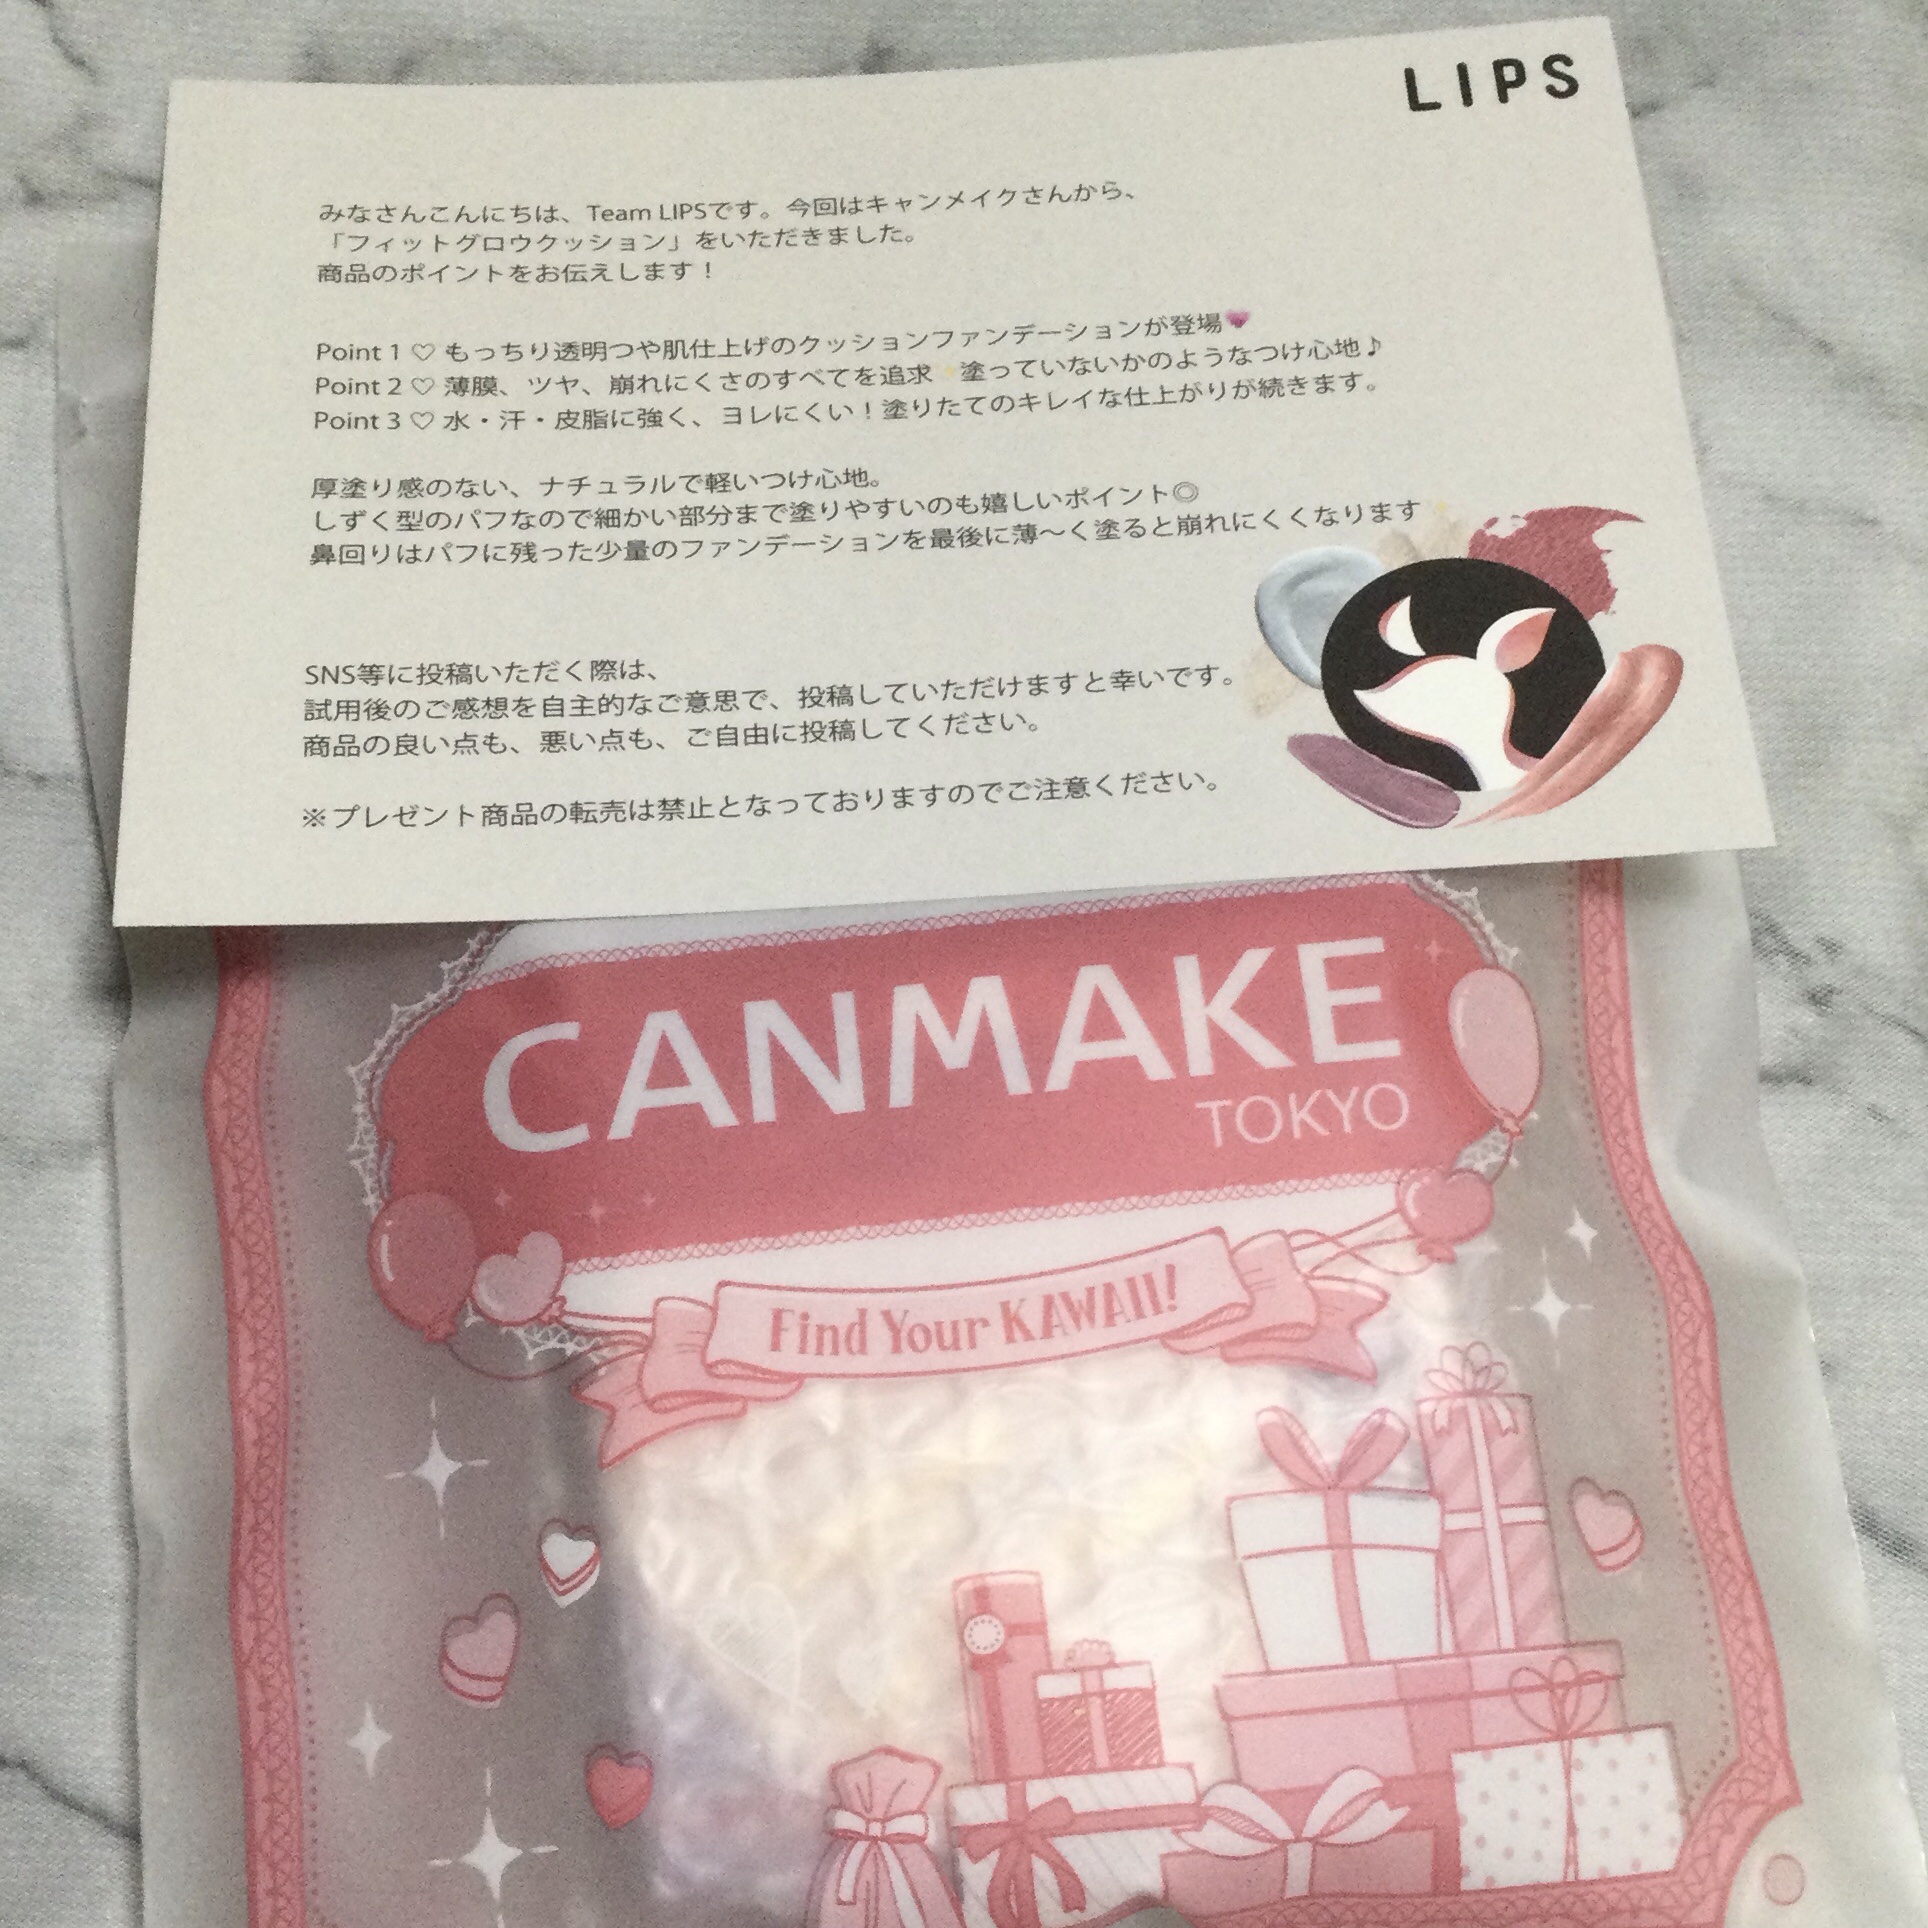 LIPS
みなさんこんにちは、Team LIPSです。今回はキャンメイクさんから、
「フィットグロウクッション」をいただきました。
商品のポイントをお伝えします！
Point 1 ♡ もっちり透明つや肌仕上げのクッションファンデーションが登場💗
Point 2 ♡ 薄膜、ツヤ、崩れにくさのすべてを追求✨塗っていないかのようなつけ心地♪
Point 3 ♡ 水・汗・皮脂に強く、ヨレにくい！塗りたてのキレイな仕上がりが続きます。
厚塗り感のない、ナチュラルで軽いつけ心地。
しずく型のパフなので細かい部分まで塗りやすいのも嬉しいポイント◎
鼻回りはパフに残った少量のファンデーションを最後に薄〜く塗ると崩れにくくなります✨
SNS等に投稿いただく際は、
試用後のご感想を自主的なご意思で、投稿していただけますと幸いです。
商品の良い点も、悪い点も、ご自由に投稿してください。
※プレゼント商品の転売は禁止となっておりますのでご注意ください。
CANMAKE
TOKYO
Find Your KAWAII!